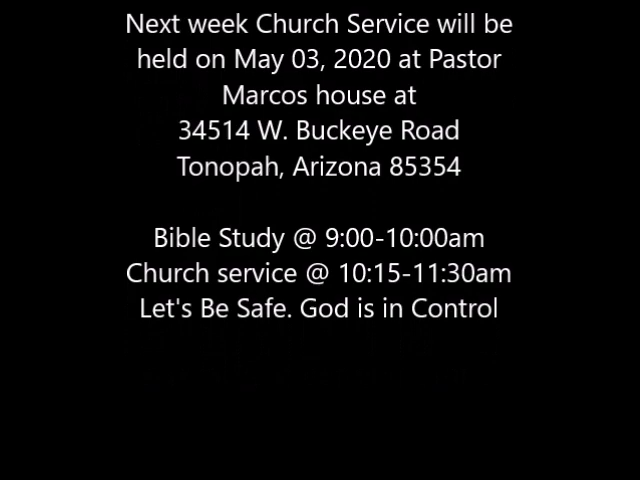 Next week Church Service will be
held on May 03, 2020 at Pastor
Marcos house at
34514 W. Buckeye Road
Tonopah, Arizona 85354
Bible Study @ 9:00-10:00am
Church service @ 10:15-11:30am
Let's Be Safe. God is in Control